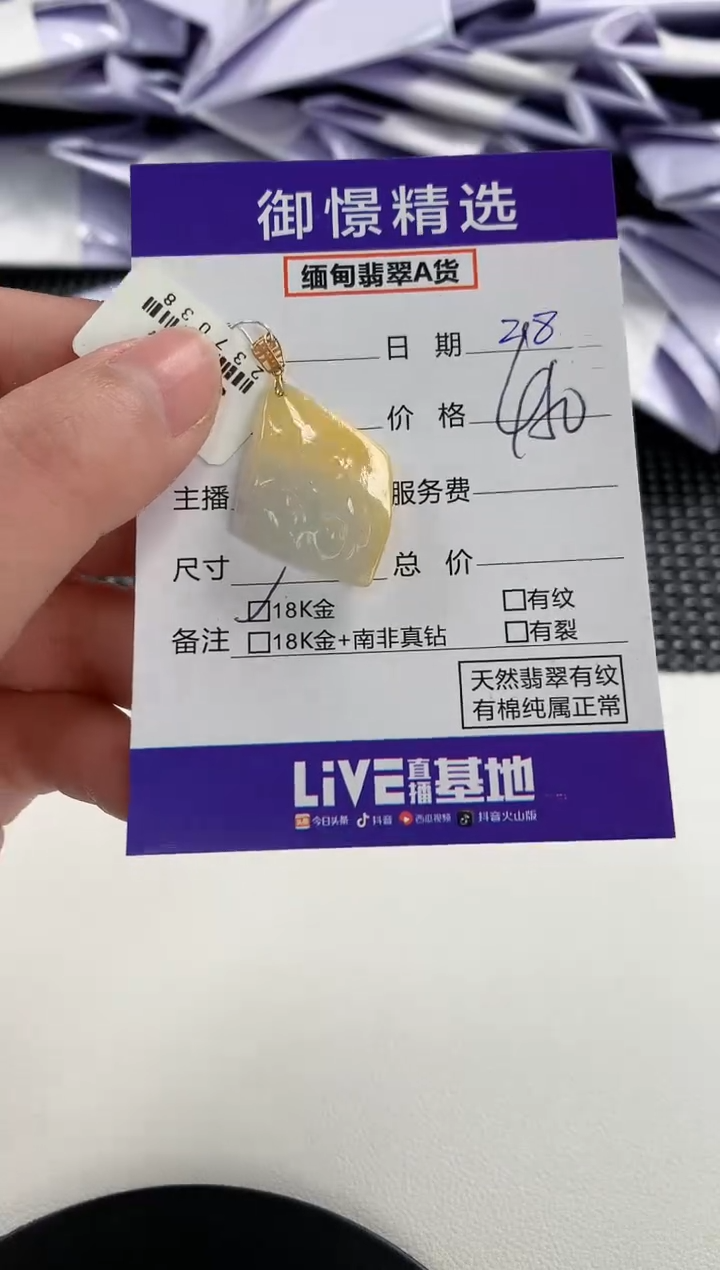 御憬精选
缅甸翡翠A货
237038
日 期 2.8
价 格
主播
服务费
尺寸
总 价
18K金
有纹
备注
18K金+南非真钻
有裂
天然翡翠有纹
有棉纯属正常
LiVE直播基地
今日头条 抖音 西瓜视频 抖音火山版